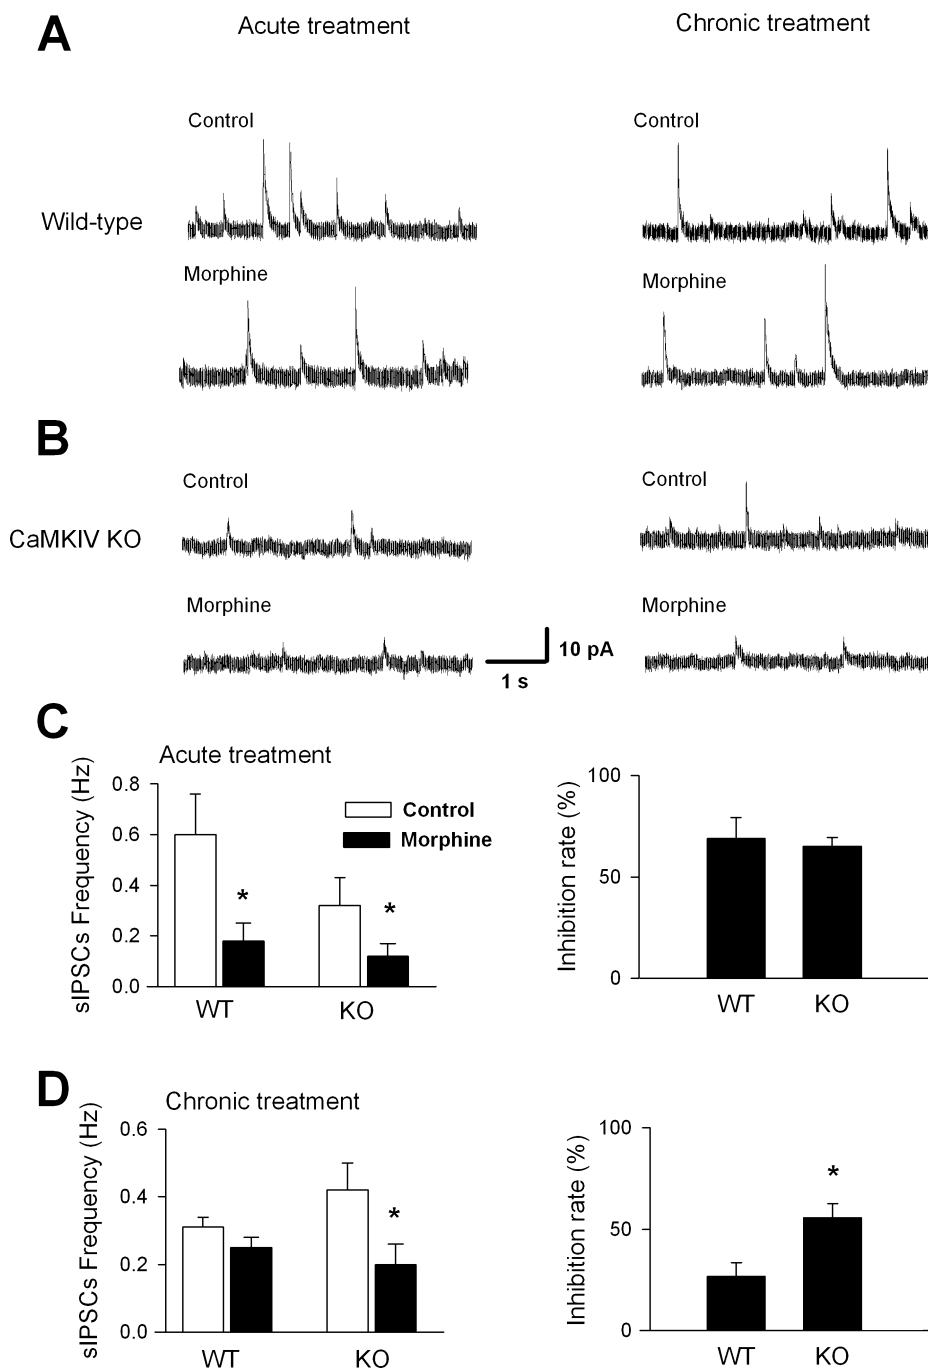 A
Acute treatment
Chronic treatment
Control
Control
Wild-type
Morphine
Morphine
B
Control
Control
CaMKIV KO
Morphine
Morphine
10 pA
1 s
C
Acute treatment
sIPSCs Frequency (Hz)
0.8
0.6
0.4
0.2
0.0
Control
Morphine
*
*
WT
KO
Inhibition rate (%)
100
50
0
WT
KO
D
Chronic treatment
sIPSCs Frequency (Hz)
0.6
0.4
0.2
0.0
*
WT
KO
Inhibition rate (%)
100
50
0
*
WT
KO